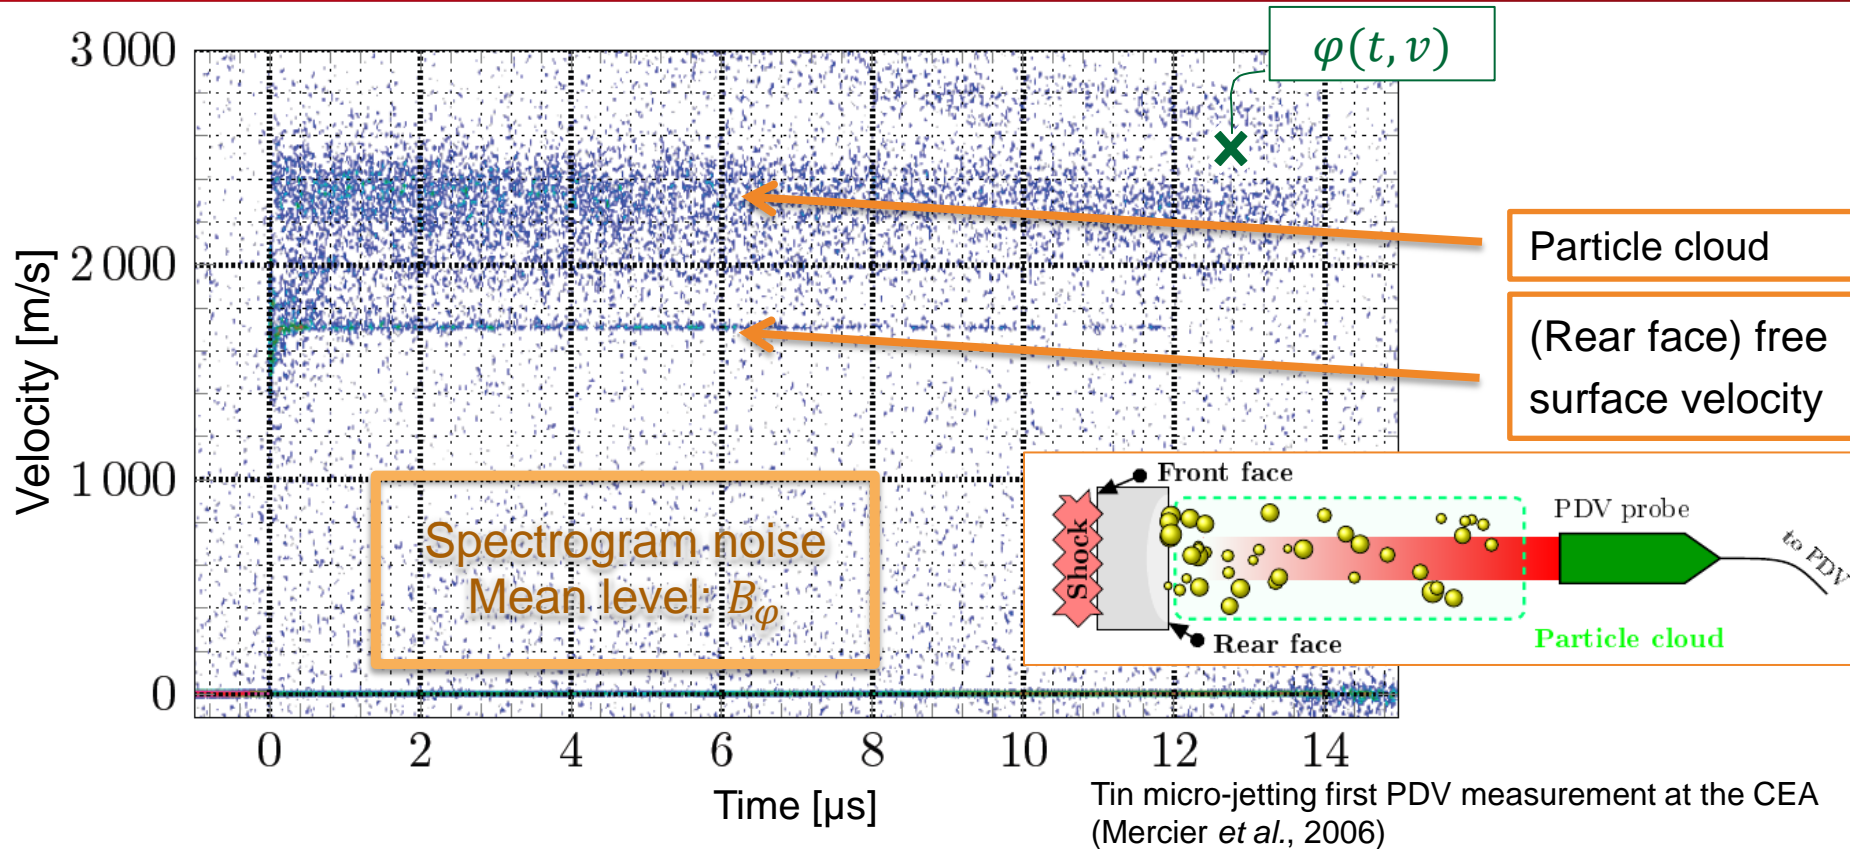 3 000
2 000
1 000
0
Velocity [m/s]
0 2 4 6 8 10 12 14
Time [µs]
φ(t, v)
Particle cloud
(Rear face) free
surface velocity
Spectrogram noise
Mean level: Bφ
Front face
Shock
Rear face
PDV probe
to PDV
Particle cloud
Tin micro-jetting first PDV measurement at the CEA
(Mercier et al., 2006)